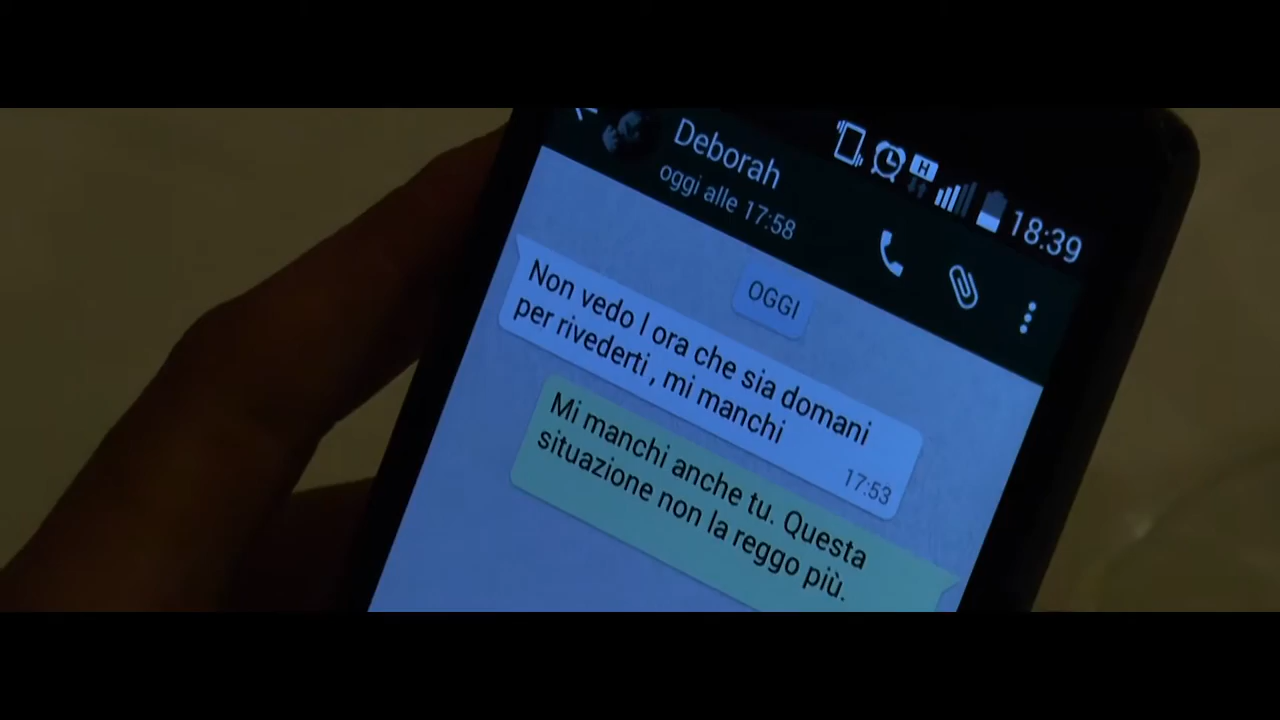 18:39
Deborah
oggi alle 17:58
OGGI
Non vedo l ora che sia domani
per rivederti , mi manchi
17:53
Mi manchi anche tu. Questa
situazione non la reggo più.